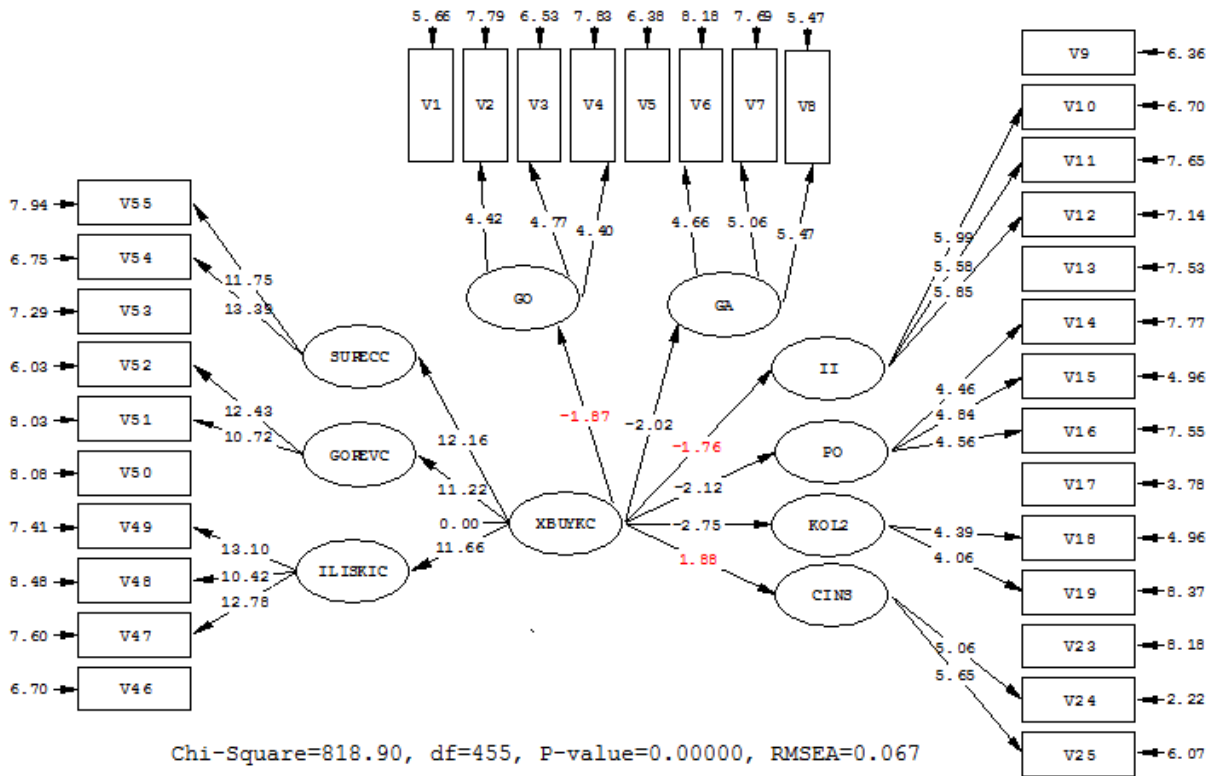 5.66 7.79 6.53 7.83 6.38 8.18 7.69 5.47
V1 V2 V3 V4 V5 V6 V7 V8
V9 6.36
V10 6.70
V11 7.65
V12 7.14
V13 7.53
V14 7.77
V15 4.96
V16 7.55
V17 3.78
V18 4.96
V19 8.37
V23 8.18
V24 2.22
V25 6.07
7.94 V55
6.75 V54
7.29 V53
6.03 V52
8.03 V51
8.08 V50
7.41 V49
8.48 V48
7.60 V47
6.70 V46
4.42 4.77 4.40
4.66 5.06 5.47
GO GA
11.75
13.39
SURECC
12.43
10.72
GOREVC
13.10
10.42
12.78
ILISKIC
12.16
11.22
0.00
11.66
XBUYKC
-1.87
-2.02
-1.76
-2.12
-2.75
1.88
II
PO
KOL2
CINS
5.99
5.58
5.85
4.46
4.84
4.56
4.39
4.06
5.06
5.65
Chi-Square=818.90, df=455, P-value=0.00000, RMSEA=0.067